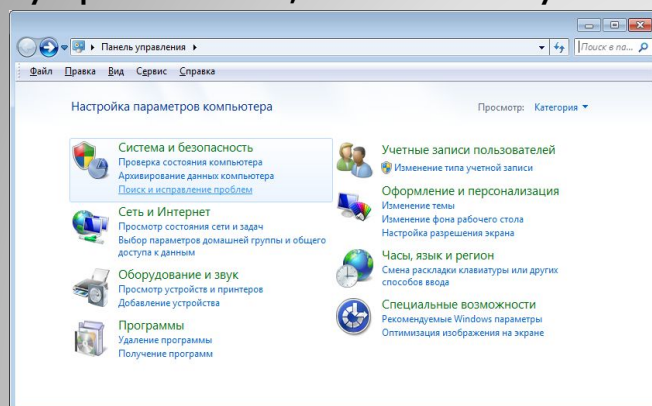 Панель управления
Поиск в па...
Файл Правка Вид Сервис Справка
Настройка параметров компьютера
Просмотр: Категория
Система и безопасность
Проверка состояния компьютера
Архивирование данных компьютера
Поиск и исправление проблем
Сеть и Интернет
Просмотр состояния сети и задач
Выбор параметров домашней группы и общего
доступа к данным
Оборудование и звук
Просмотр устройств и принтеров
Добавление устройства
Программы
Удаление программы
Получение программ
Учетные записи пользователей
Изменение типа учетной записи
Оформление и персонализация
Изменение темы
Изменение фона рабочего стола
Настройка разрешения экрана
Часы, язык и регион
Смена раскладки клавиатуры или других
способов ввода
Специальные возможности
Рекомендуемые Windows параметры
Оптимизация изображения на экране